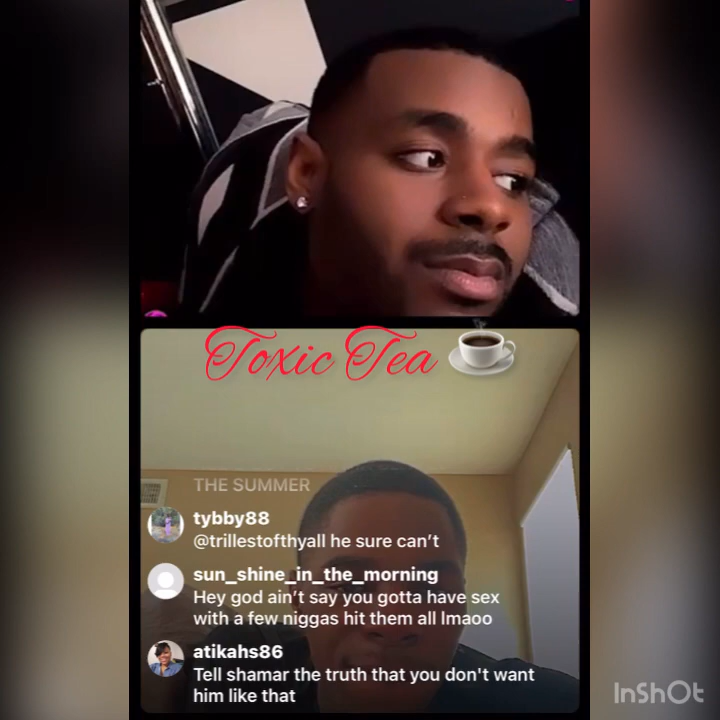 Toxic Tea
THE SUMMER
tybby88
@trillestofthyall he sure can't
sun_shine_in_the_morning
Hey god ain't say you gotta have sex
with a few niggas hit them all lmaoo
atikahs86
Tell shamar the truth that you don't want
him like that
InShOt